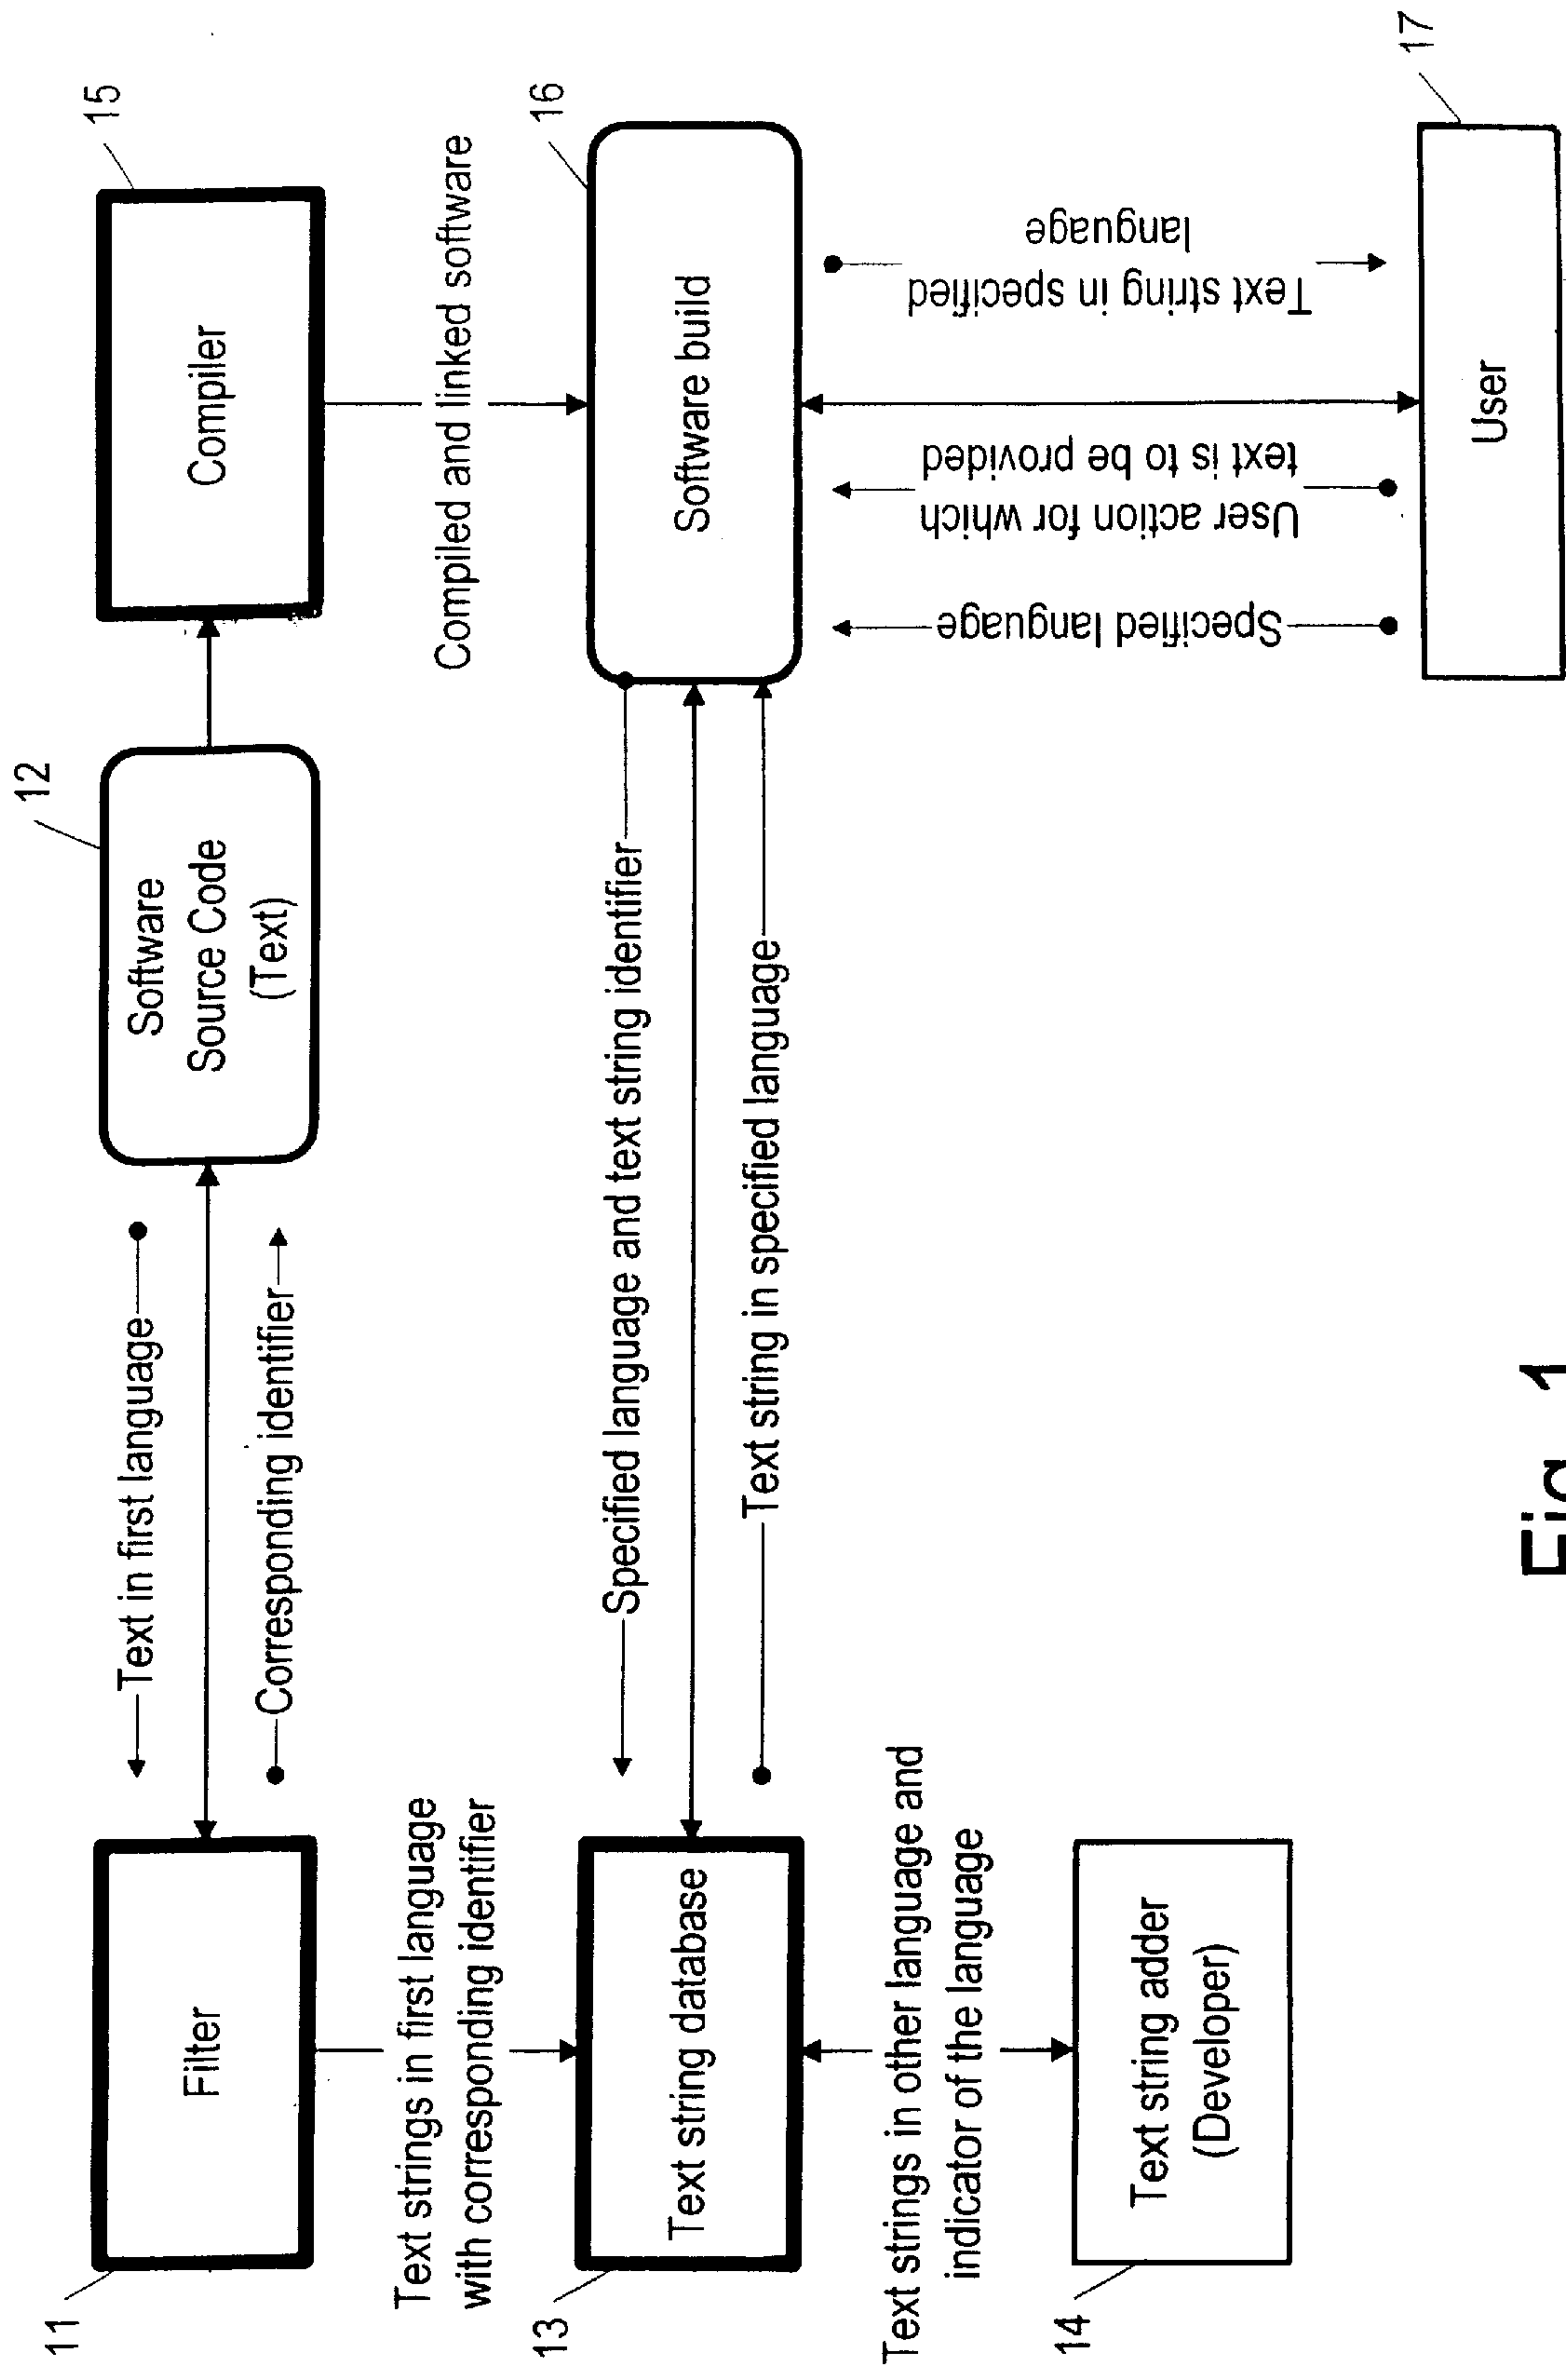 11
Filter
Text in first language
Corresponding identifier
12
Software
Source Code
(Text)
15
Compiler
Text strings in first language
with corresponding identifier
Compiled and linked software
13
Text string database
Specified language and text string identifier
Text string in specified language
16
Software build
Text strings in other language and
indicator of the language
Specified language
User action for which
text is to be provided
Text string in specified
language
14
Text string adder
(Developer)
17
User
Fig. 1